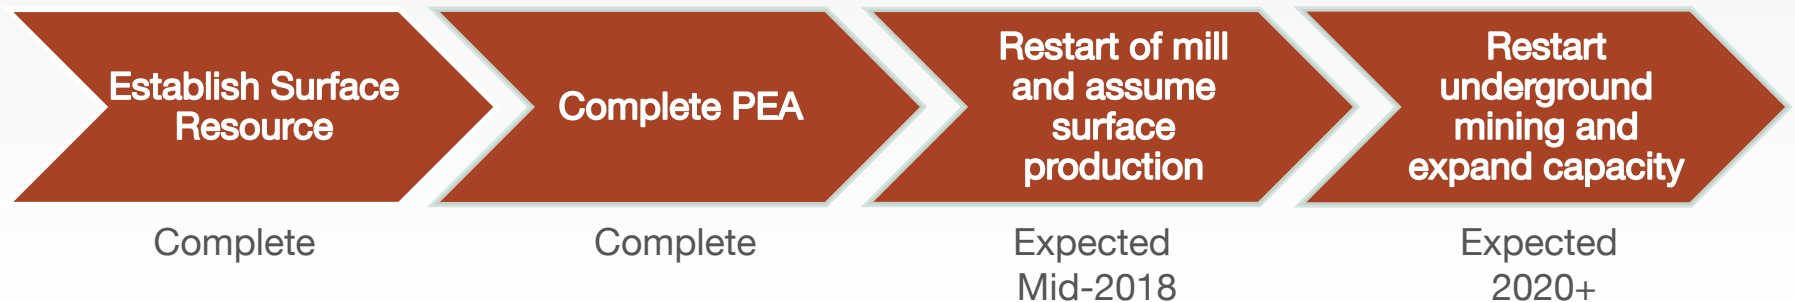 Establish Surface
Resource
Complete PEA
Restart of mill
and assume
surface
production
Restart
underground
mining and
expand capacity
Complete
Complete
Expected
Mid-2018
Expected
2020+